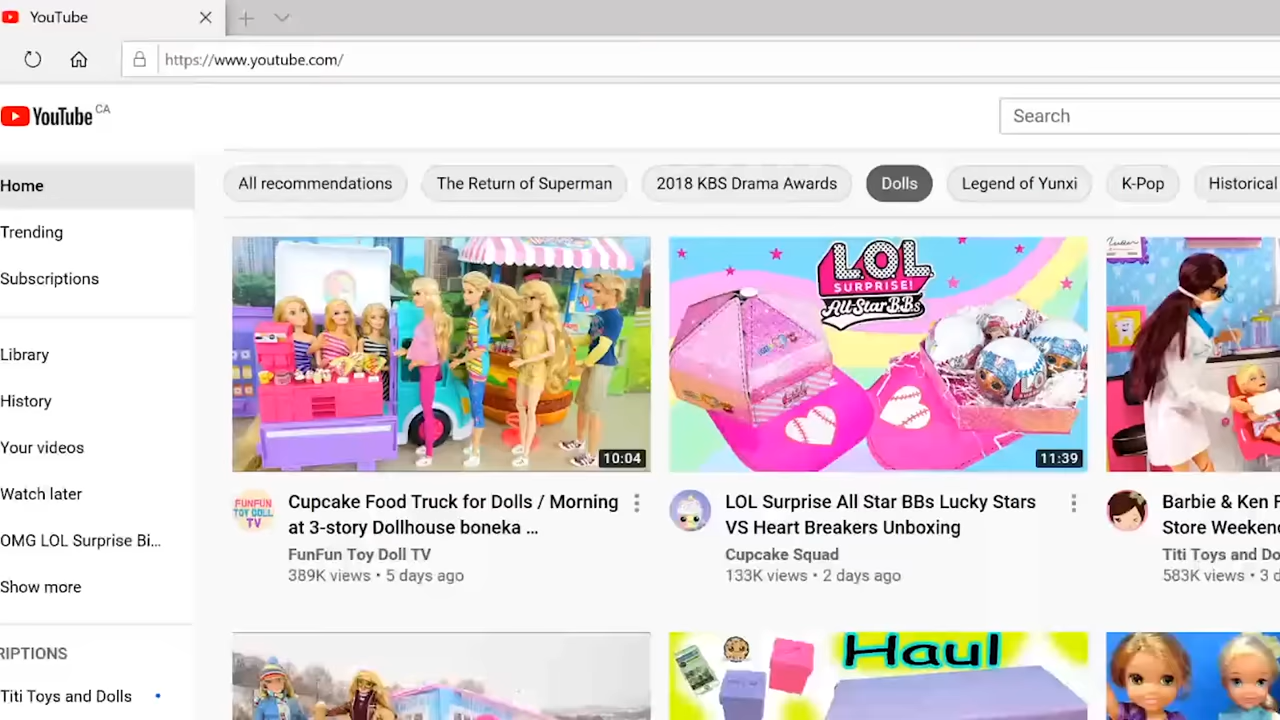 YouTube
https://www.youtube.com/
YouTube CA
Search
Home
Trending
Subscriptions
Library
History
Your videos
Watch later
OMG LOL Surprise Bi...
Show more
RIPTIONS
Titi Toys and Dolls
All recommendations
The Return of Superman
2018 KBS Drama Awards
Dolls
Legend of Yunxi
K-Pop
Historical
10:04
LOL
SURPRISE!
All-Star BBs
11:39
FUNFUN
TOY DOLL
TV
Cupcake Food Truck for Dolls / Morning
at 3-story Dollhouse boneka ...
FunFun Toy Doll TV
389K views • 5 days ago
LOL Surprise All Star BBs Lucky Stars
VS Heart Breakers Unboxing
Cupcake Squad
133K views • 2 days ago
Barbie & Ken F
Store Weekend
Titi Toys and Do
583K views • 3 d
Haul